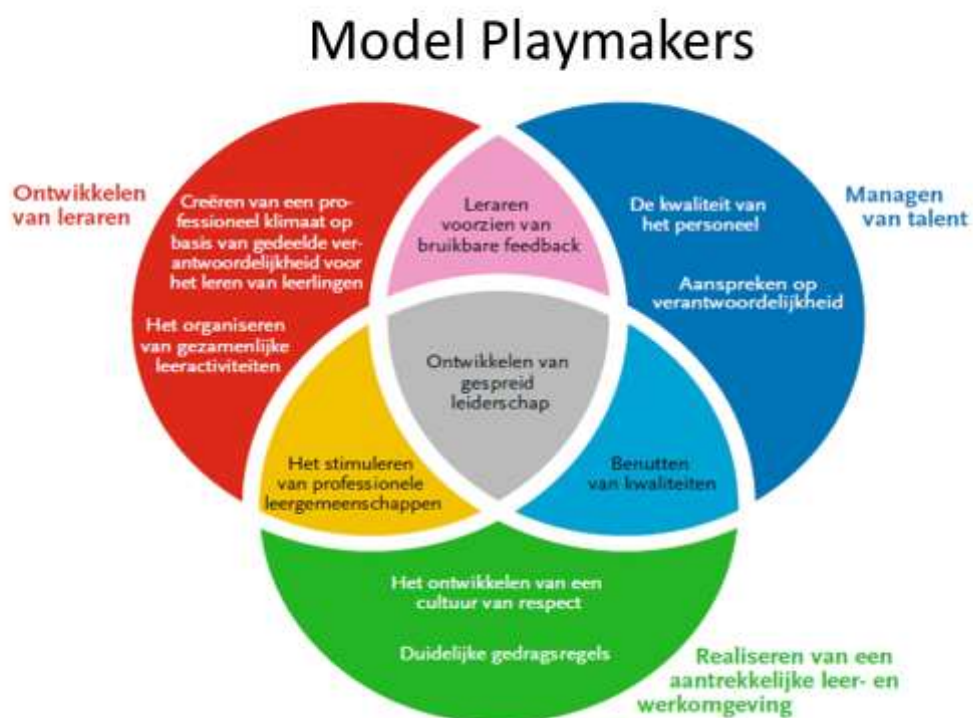 Model Playmakers
Ontwikkelen
van leraren
Creëren van een pro-
fessioneel klimaat op
basis van gedeelde ver-
antwoordelijkheid voor
het leren van leerlingen
Het organiseren
van gezamenlijke
leeractiviteiten
Leraren
voorzien van
bruikbare feedback
De kwaliteit van
het personeel
Aanspreken op
verantwoordelijkheid
Managen
van talent
Ontwikkelen van
gespreid
leiderschap
Het stimuleren
van professionele
leergemeenschappen
Benutten
van kwaliteiten
Het ontwikkelen van een
cultuur van respect
Duidelijke gedragsregels
Realiseren van een
aantrekkelijke leer- en
werkomgeving